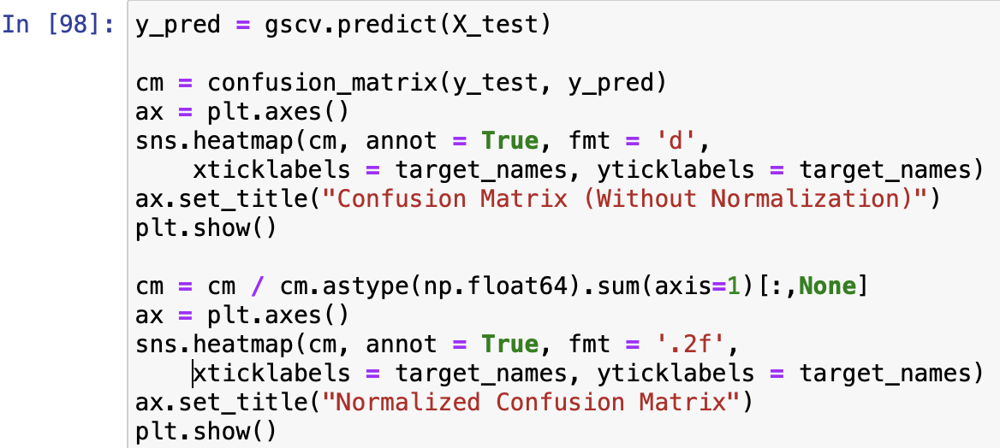 In [98]: y_pred = gscv.predict(X_test)

cm = confusion_matrix(y_test, y_pred)
ax = plt.axes()
sns.heatmap(cm, annot = True, fmt = 'd',
    xticklabels = target_names, yticklabels = target_names)
ax.set_title("Confusion Matrix (Without Normalization)")
plt.show()

cm = cm / cm.astype(np.float64).sum(axis=1)[:,None]
ax = plt.axes()
sns.heatmap(cm, annot = True, fmt = '.2f',
    xticklabels = target_names, yticklabels = target_names)
ax.set_title("Normalized Confusion Matrix")
plt.show()